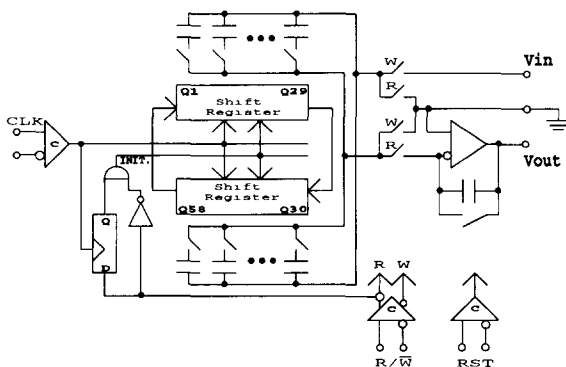 W
Vin
R
Q1
Q29
Shift
Register
CLK
C
W
R
Vout
INIT.
Shift
Register
Q58
Q30
Q
D
R W
C
C
R/W̅
RST